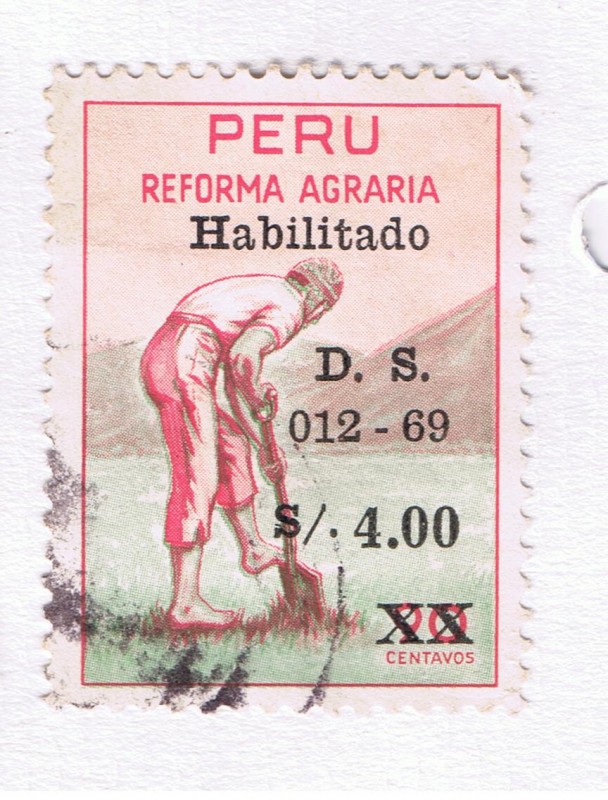 PERU
REFORMA AGRARIA
Habilitado
D. S.
012 - 69
S/. 4.00
XX
CENTAVOS